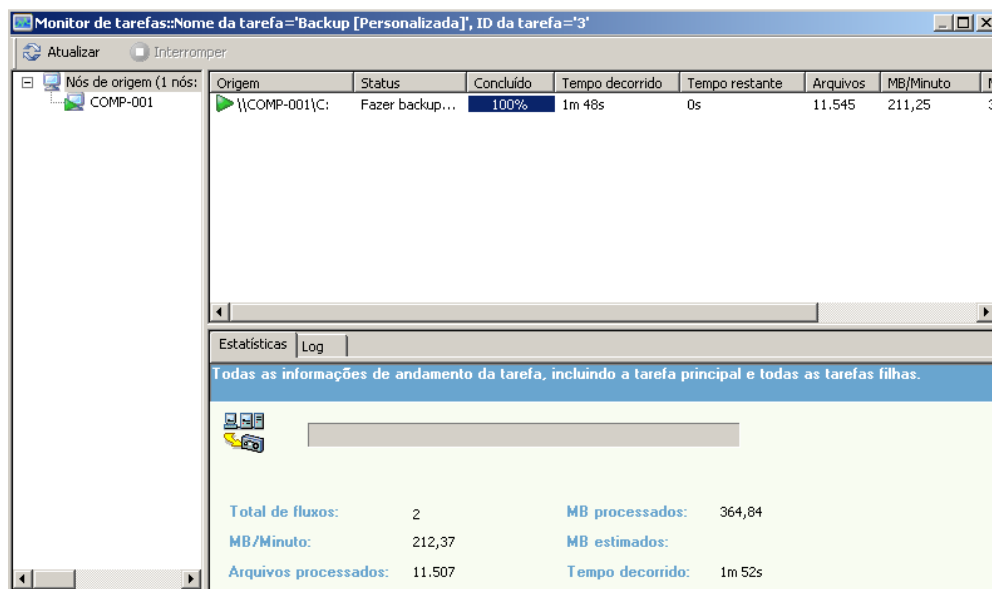 Monitor de tarefas::Nome da tarefa='Backup [Personalizada]', ID da tarefa='3'
Atualizar Interromper
Nós de origem (1 nós:
COMP-001
Origem Status Concluído Tempo decorrido Tempo restante Arquivos MB/Minuto
\\COMP-001\C: Fazer backup... 100% 1m 48s 0s 11.545 211,25
Estatísticas Log
Todas as informações de andamento da tarefa, incluindo a tarefa principal e todas as tarefas filhas.
Total de fluxos: 2 MB processados: 364,84
MB/Minuto: 212,37 MB estimados:
Arquivos processados: 11.507 Tempo decorrido: 1m 52s